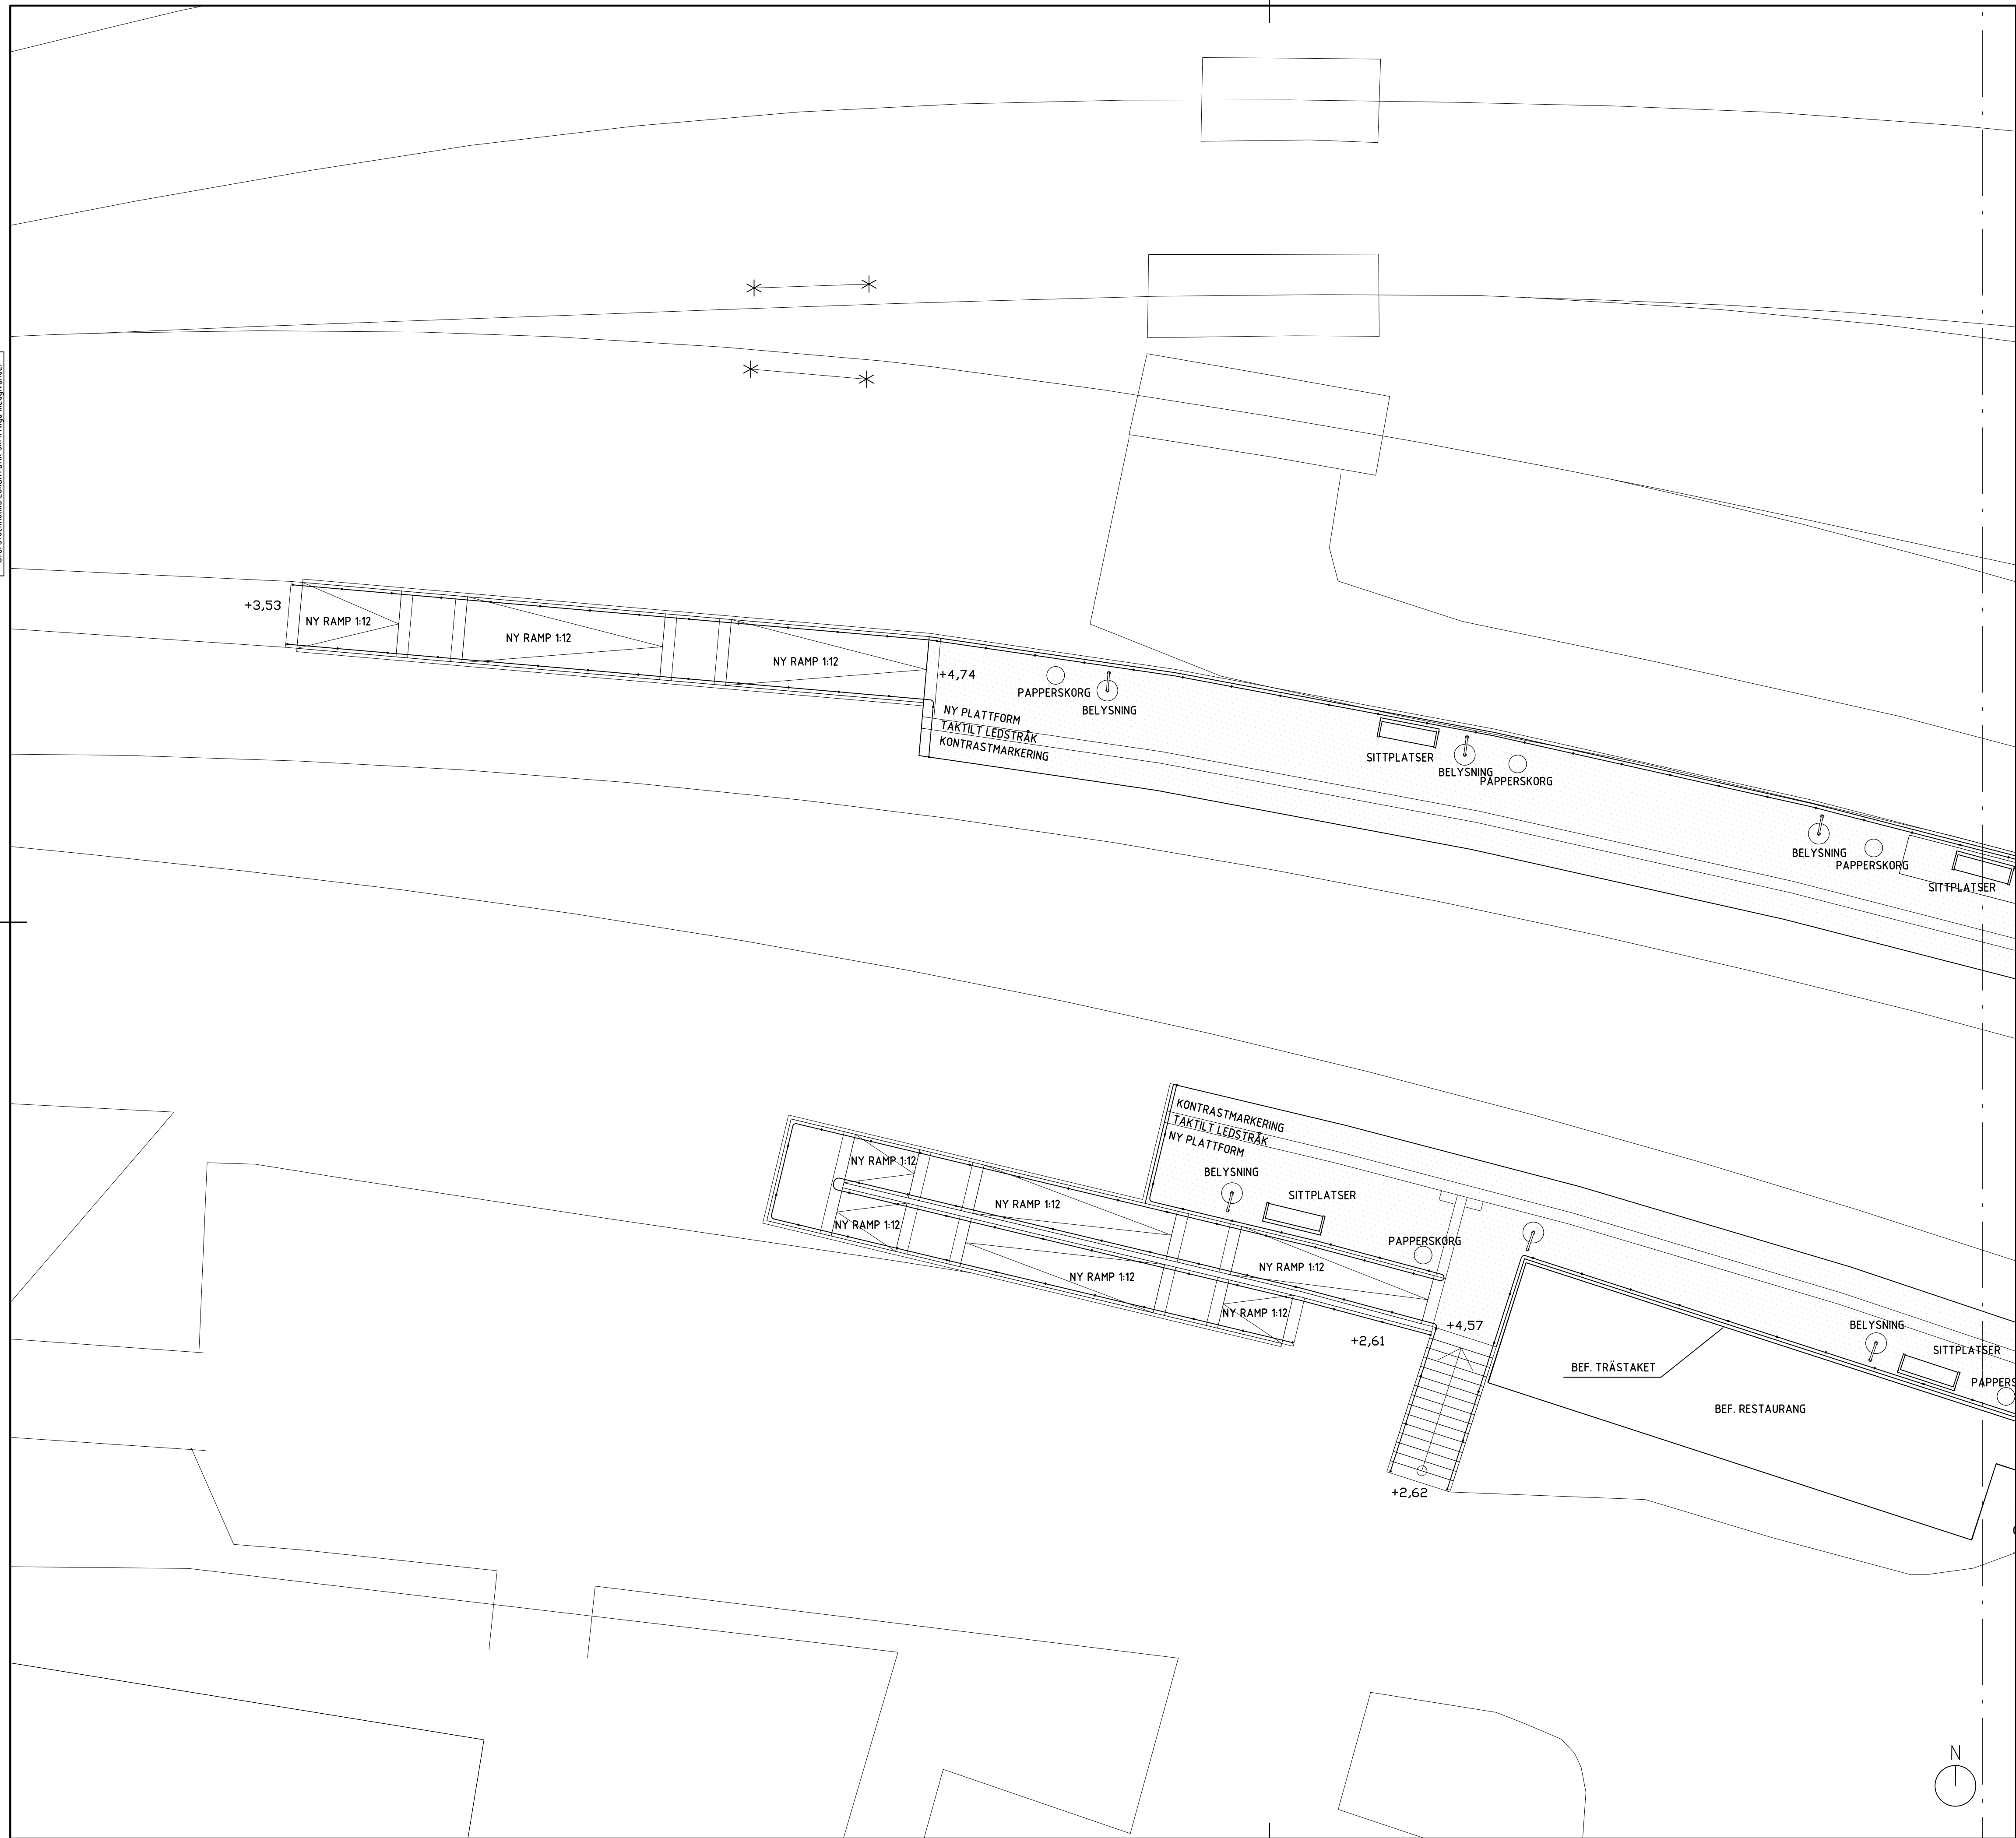 +3,53
NY RAMP 1:12
NY RAMP 1:12
NY RAMP 1:12
+4,74
PAPPERSKORG
BELYSNING
NY PLATTFORM
TAKTILT LEDSTRÅK
KONTRASTMARKERING
SITTPLATSER
BELYSNING
PAPPERSKORG
BELYSNING
PAPPERSKORG
SITTPLATSER
KONTRASTMARKERING
TAKTILT LEDSTRÅK
NY PLATTFORM
BELYSNING
SITTPLATSER
PAPPERSKORG
NY RAMP 1:12
NY RAMP 1:12
NY RAMP 1:12
NY RAMP 1:12
NY RAMP 1:12
NY RAMP 1:12
+2,61
+4,57
+2,62
BEF. TRÄSTAKET
BEF. RESTAURANG
BELYSNING
SITTPLATSER
PAPPERS
N